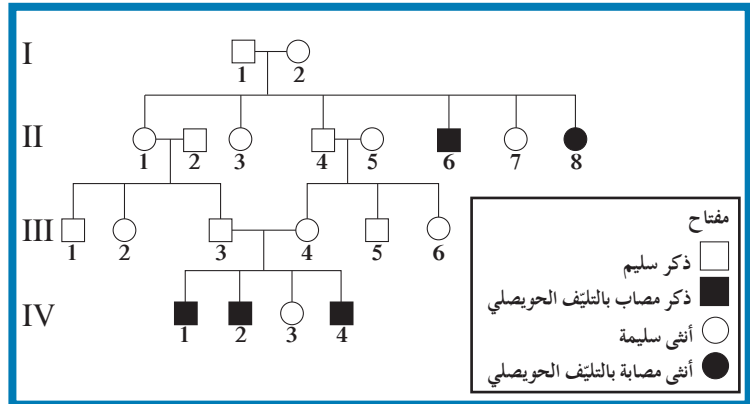 I
1 2
II
1 2 3 4 5 6 7 8
III
1 2 3 4 5 6
IV
1 2 3 4
مفتاح
ذكر سليم
ذكر مصاب بالتليّف الحويصلي
أنثى سليمة
أنثى مصابة بالتليّف الحويصلي